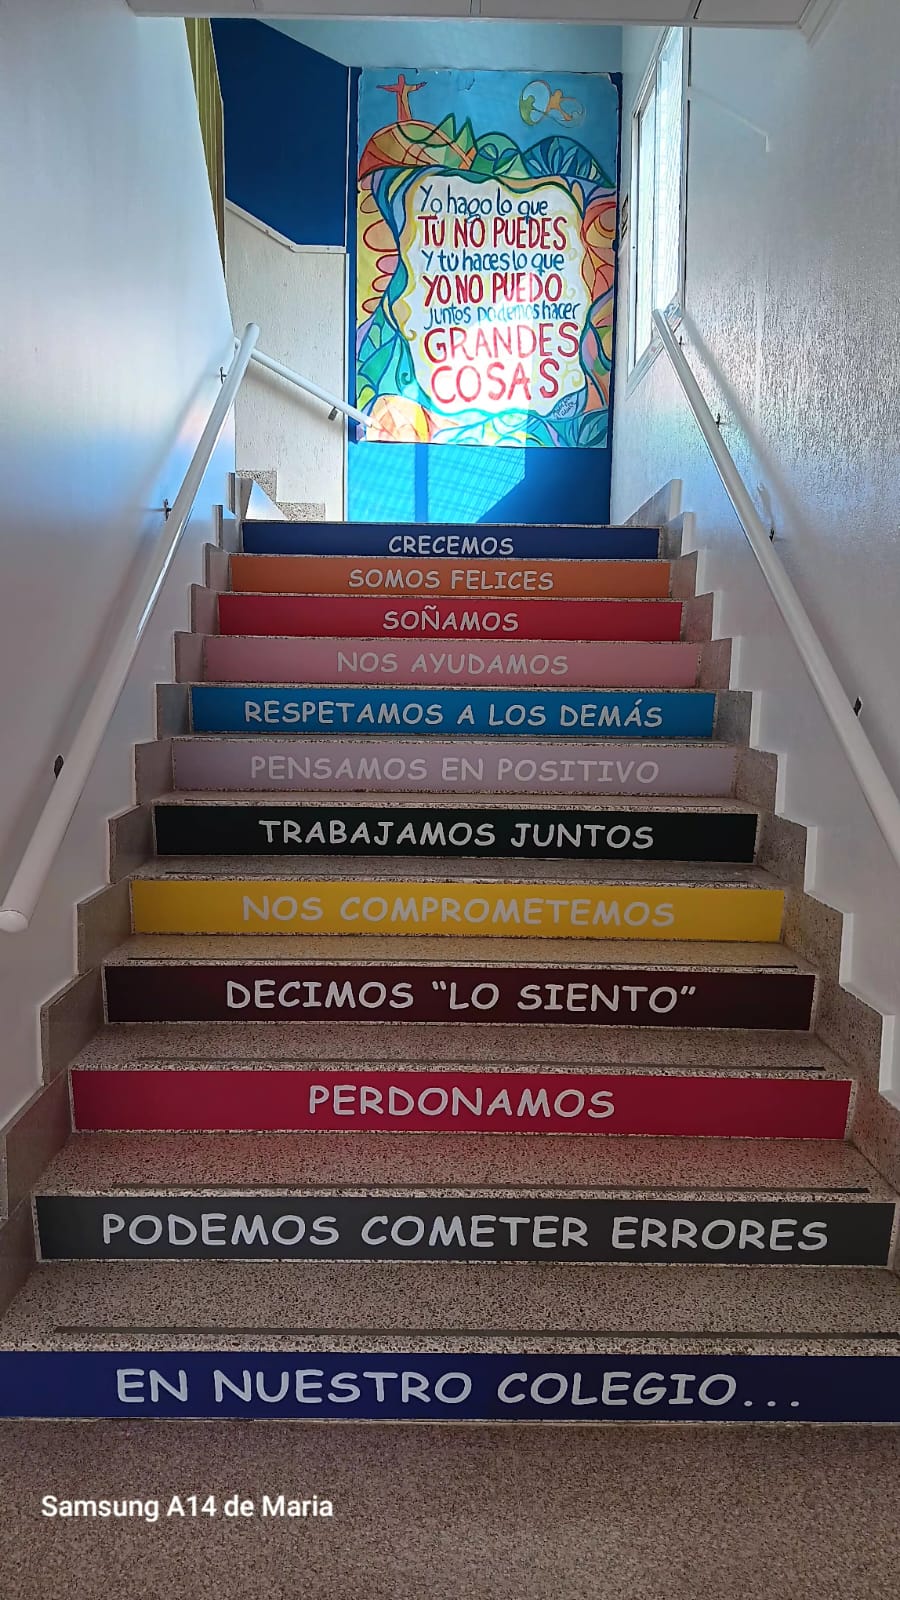 Yo hago lo que
TÚ NO PUEDES
Y tú haces lo que
YO NO PUEDO
juntos podemos hacer
GRANDES
COSAS
CRECEMOS
SOMOS FELICES
SOÑAMOS
NOS AYUDAMOS
RESPETAMOS A LOS DEMÁS
PENSAMOS EN POSITIVO
TRABAJAMOS JUNTOS
NOS COMPROMETEMOS
DECIMOS “LO SIENTO”
PERDONAMOS
PODEMOS COMETER ERRORES
EN NUESTRO COLEGIO...
Samsung A14 de Maria